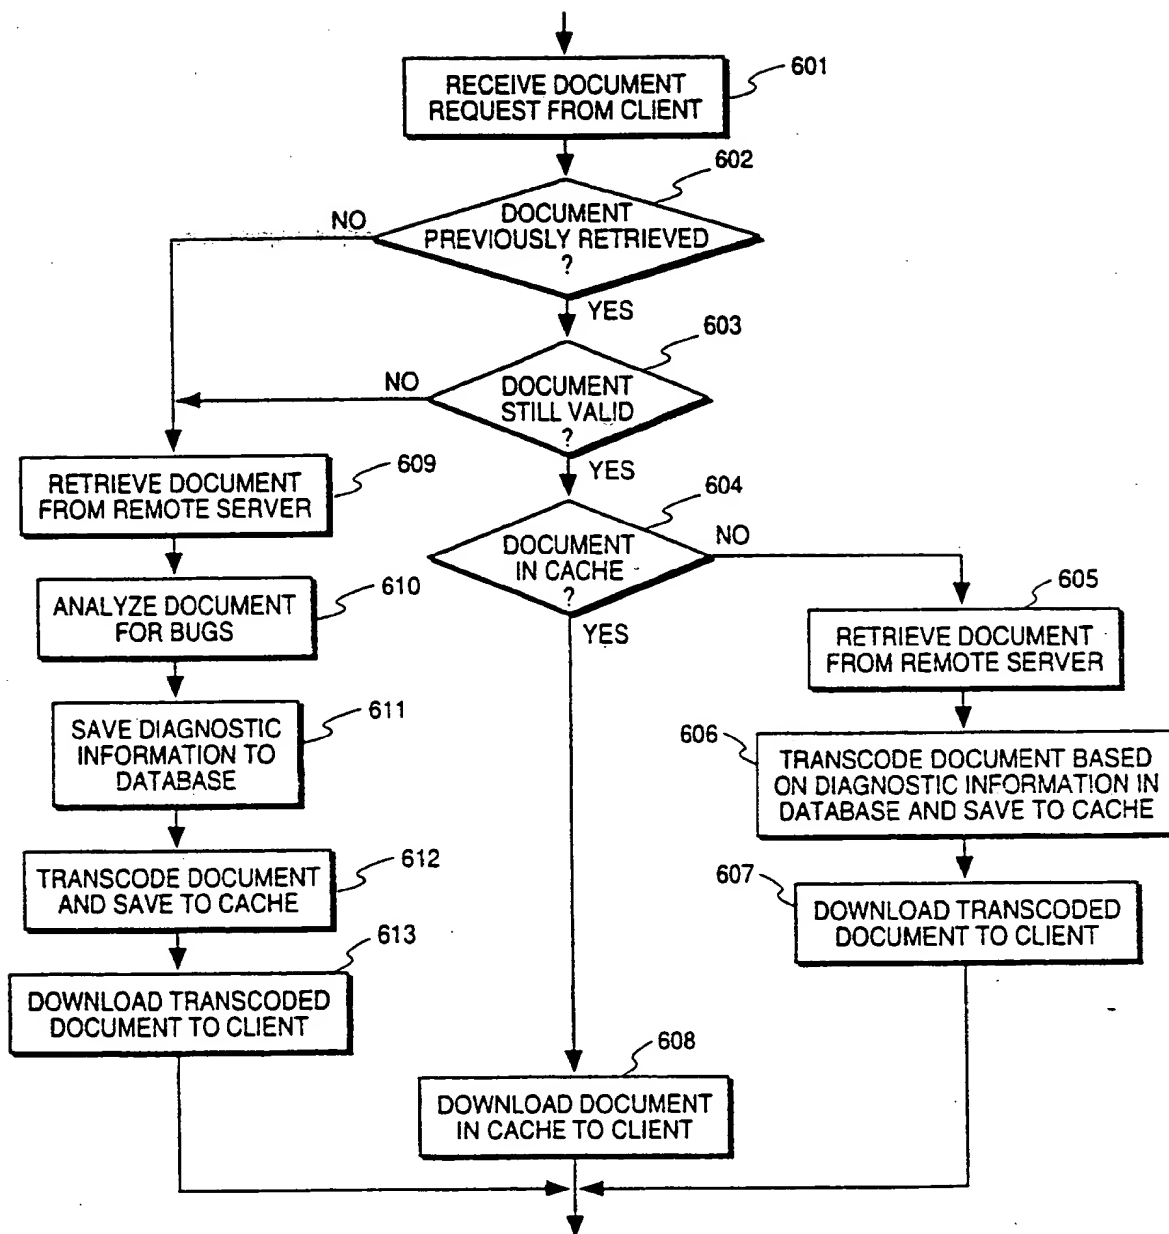 RECEIVE DOCUMENT
REQUEST FROM CLIENT
601
602
DOCUMENT
PREVIOUSLY RETRIEVED
?
NO
YES
603
DOCUMENT
STILL VALID
?
NO
YES
604
DOCUMENT
IN CACHE
?
NO
YES
605
RETRIEVE DOCUMENT
FROM REMOTE SERVER
606
TRANSCODE DOCUMENT BASED
ON DIAGNOSTIC INFORMATION IN
DATABASE AND SAVE TO CACHE
607
DOWNLOAD TRANSCODED
DOCUMENT TO CLIENT
608
DOWNLOAD DOCUMENT
IN CACHE TO CLIENT
609
RETRIEVE DOCUMENT
FROM REMOTE SERVER
610
ANALYZE DOCUMENT
FOR BUGS
611
SAVE DIAGNOSTIC
INFORMATION TO
DATABASE
612
TRANSCODE DOCUMENT
AND SAVE TO CACHE
613
DOWNLOAD TRANSCODED
DOCUMENT TO CLIENT